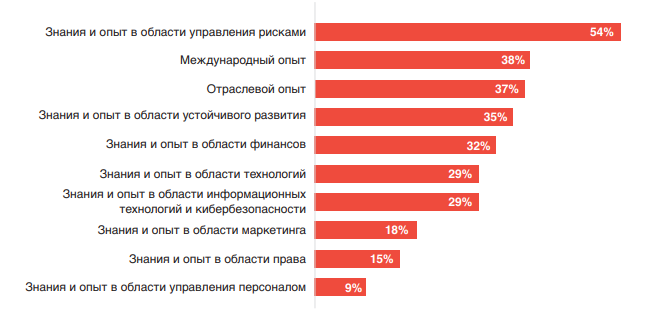 Знания и опыт в области управления рисками 54%
Международный опыт 38%
Отраслевой опыт 37%
Знания и опыт в области устойчивого развития 35%
Знания и опыт в области финансов 32%
Знания и опыт в области технологий 29%
Знания и опыт в области информационных
технологий и кибербезопасности 29%
Знания и опыт в области маркетинга 18%
Знания и опыт в области права 15%
Знания и опыт в области управления персоналом 9%